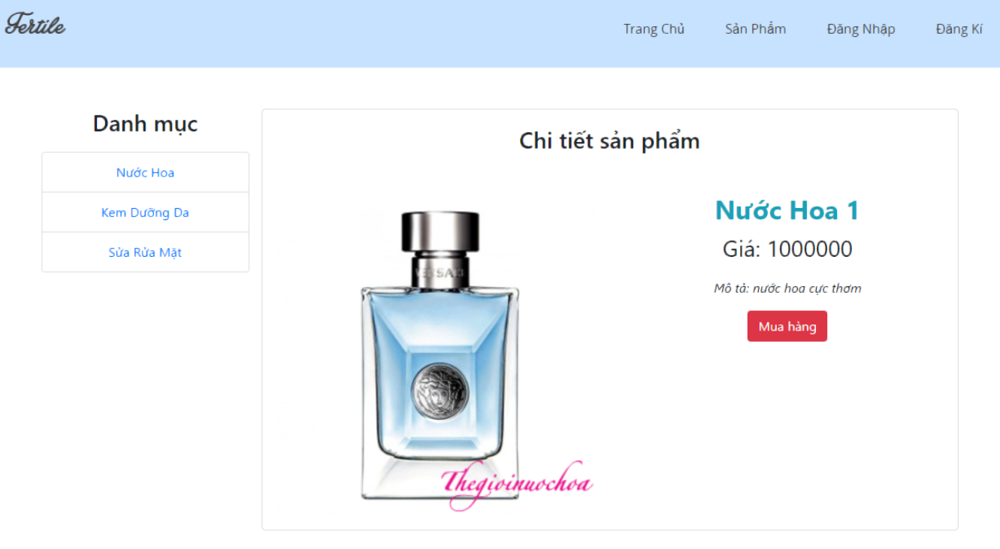 Fertile
Trang Chủ
Sản Phẩm
Đăng Nhập
Đăng Kí
Danh mục
Nước Hoa
Kem Dưỡng Da
Sửa Rửa Mặt
Chi tiết sản phẩm
Nước Hoa 1
Giá: 1000000
Mô tả: nước hoa cực thơm
Mua hàng
Thegioinuochoa